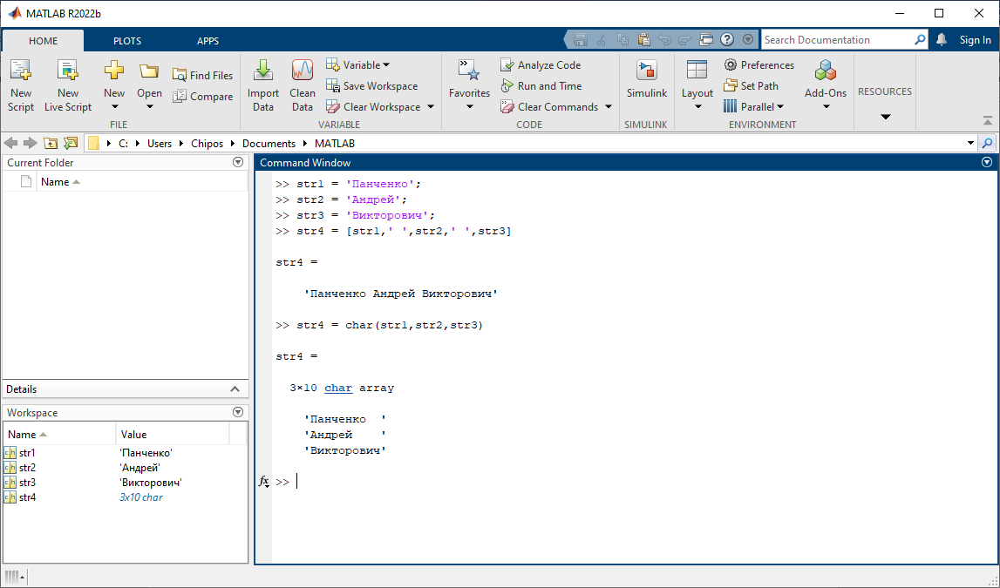 MATLAB R2022b
HOME PLOTS APPS Search Documentation Sign In
New Script
New Live Script
New
Open
Find Files
Compare
FILE
Import Data
Clean Data
Variable
Save Workspace
Clear Workspace
VARIABLE
Favorites
Analyze Code
Run and Time
Clear Commands
CODE
Simulink
SIMULINK
Layout
Preferences
Set Path
Parallel
Add-Ons
ENVIRONMENT
RESOURCES
C: Users Chipos Documents MATLAB
Current Folder
Name
Details
Workspace
Name Value
str1 'Панченко'
str2 'Андрей'
str3 'Викторович'
str4 3x10 char
Command Window
>> str1 = 'Панченко';
>> str2 = 'Андрей';
>> str3 = 'Викторович';
>> str4 = [str1,' ',str2,' ',str3]
str4 =
'Панченко Андрей Викторович'
>> str4 = char(str1,str2,str3)
str4 =
3×10 char array
'Панченко  '
'Андрей    '
'Викторович'
fx >>